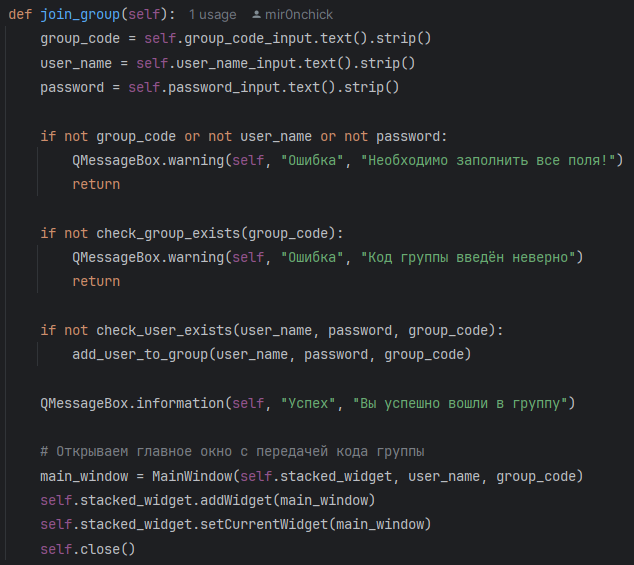 def join_group(self): 1 usage mir0nchick
group_code = self.group_code_input.text().strip()
user_name = self.user_name_input.text().strip()
password = self.password_input.text().strip()
if not group_code or not user_name or not password:
QMessageBox.warning(self, "Ошибка", "Необходимо заполнить все поля!")
return
if not check_group_exists(group_code):
QMessageBox.warning(self, "Ошибка", "Код группы введён неверно")
return
if not check_user_exists(user_name, password, group_code):
add_user_to_group(user_name, password, group_code)
QMessageBox.information(self, "Успех", "Вы успешно вошли в группу")
# Открываем главное окно с передачей кода группы
main_window = MainWindow(self.stacked_widget, user_name, group_code)
self.stacked_widget.addWidget(main_window)
self.stacked_widget.setCurrentWidget(main_window)
self.close()